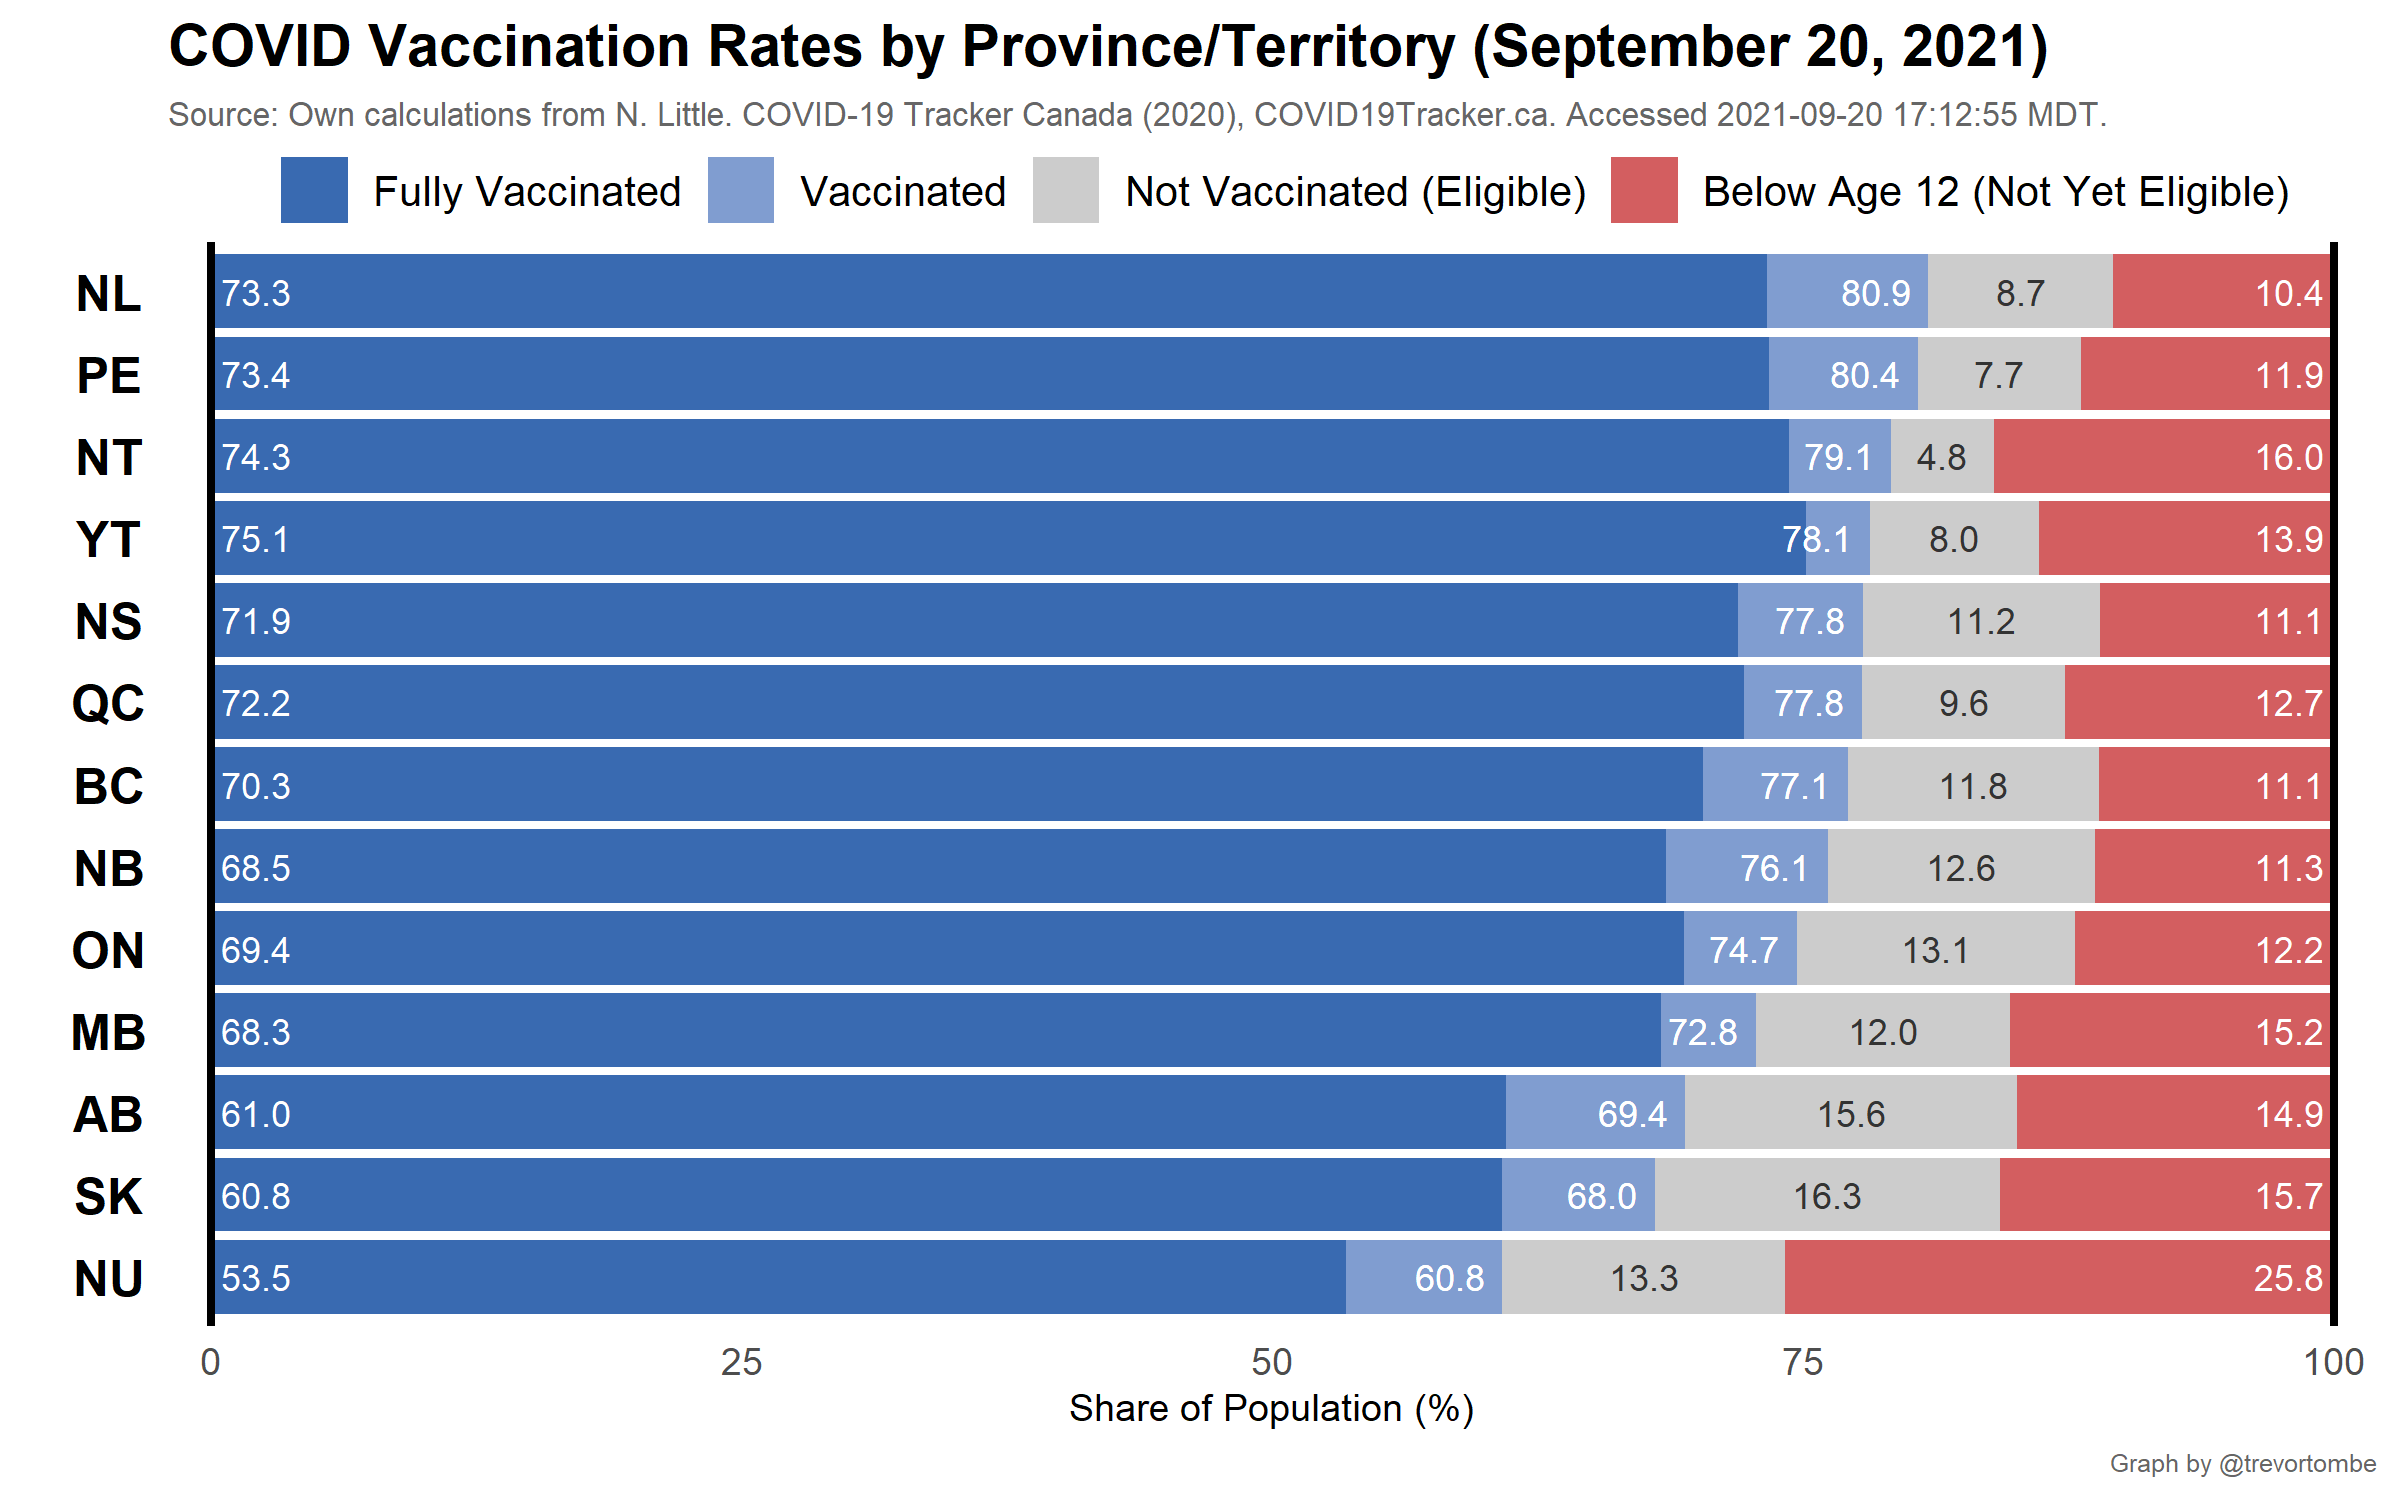 COVID Vaccination Rates by Province/Territory (September 20, 2021)
Source: Own calculations from N. Little. COVID-19 Tracker Canada (2020), COVID19Tracker.ca. Accessed 2021-09-20 17:12:55 MDT.
Fully Vaccinated Vaccinated Not Vaccinated (Eligible) Below Age 12 (Not Yet Eligible)
NL 73.3 80.9 8.7 10.4
PE 73.4 80.4 7.7 11.9
NT 74.3 79.1 4.8 16.0
YT 75.1 78.1 8.0 13.9
NS 71.9 77.8 11.2 11.1
QC 72.2 77.8 9.6 12.7
BC 70.3 77.1 11.8 11.1
NB 68.5 76.1 12.6 11.3
ON 69.4 74.7 13.1 12.2
MB 68.3 72.8 12.0 15.2
AB 61.0 69.4 15.6 14.9
SK 60.8 68.0 16.3 15.7
NU 53.5 60.8 13.3 25.8
0 25 50 75 100
Share of Population (%)
Graph by @trevortombe